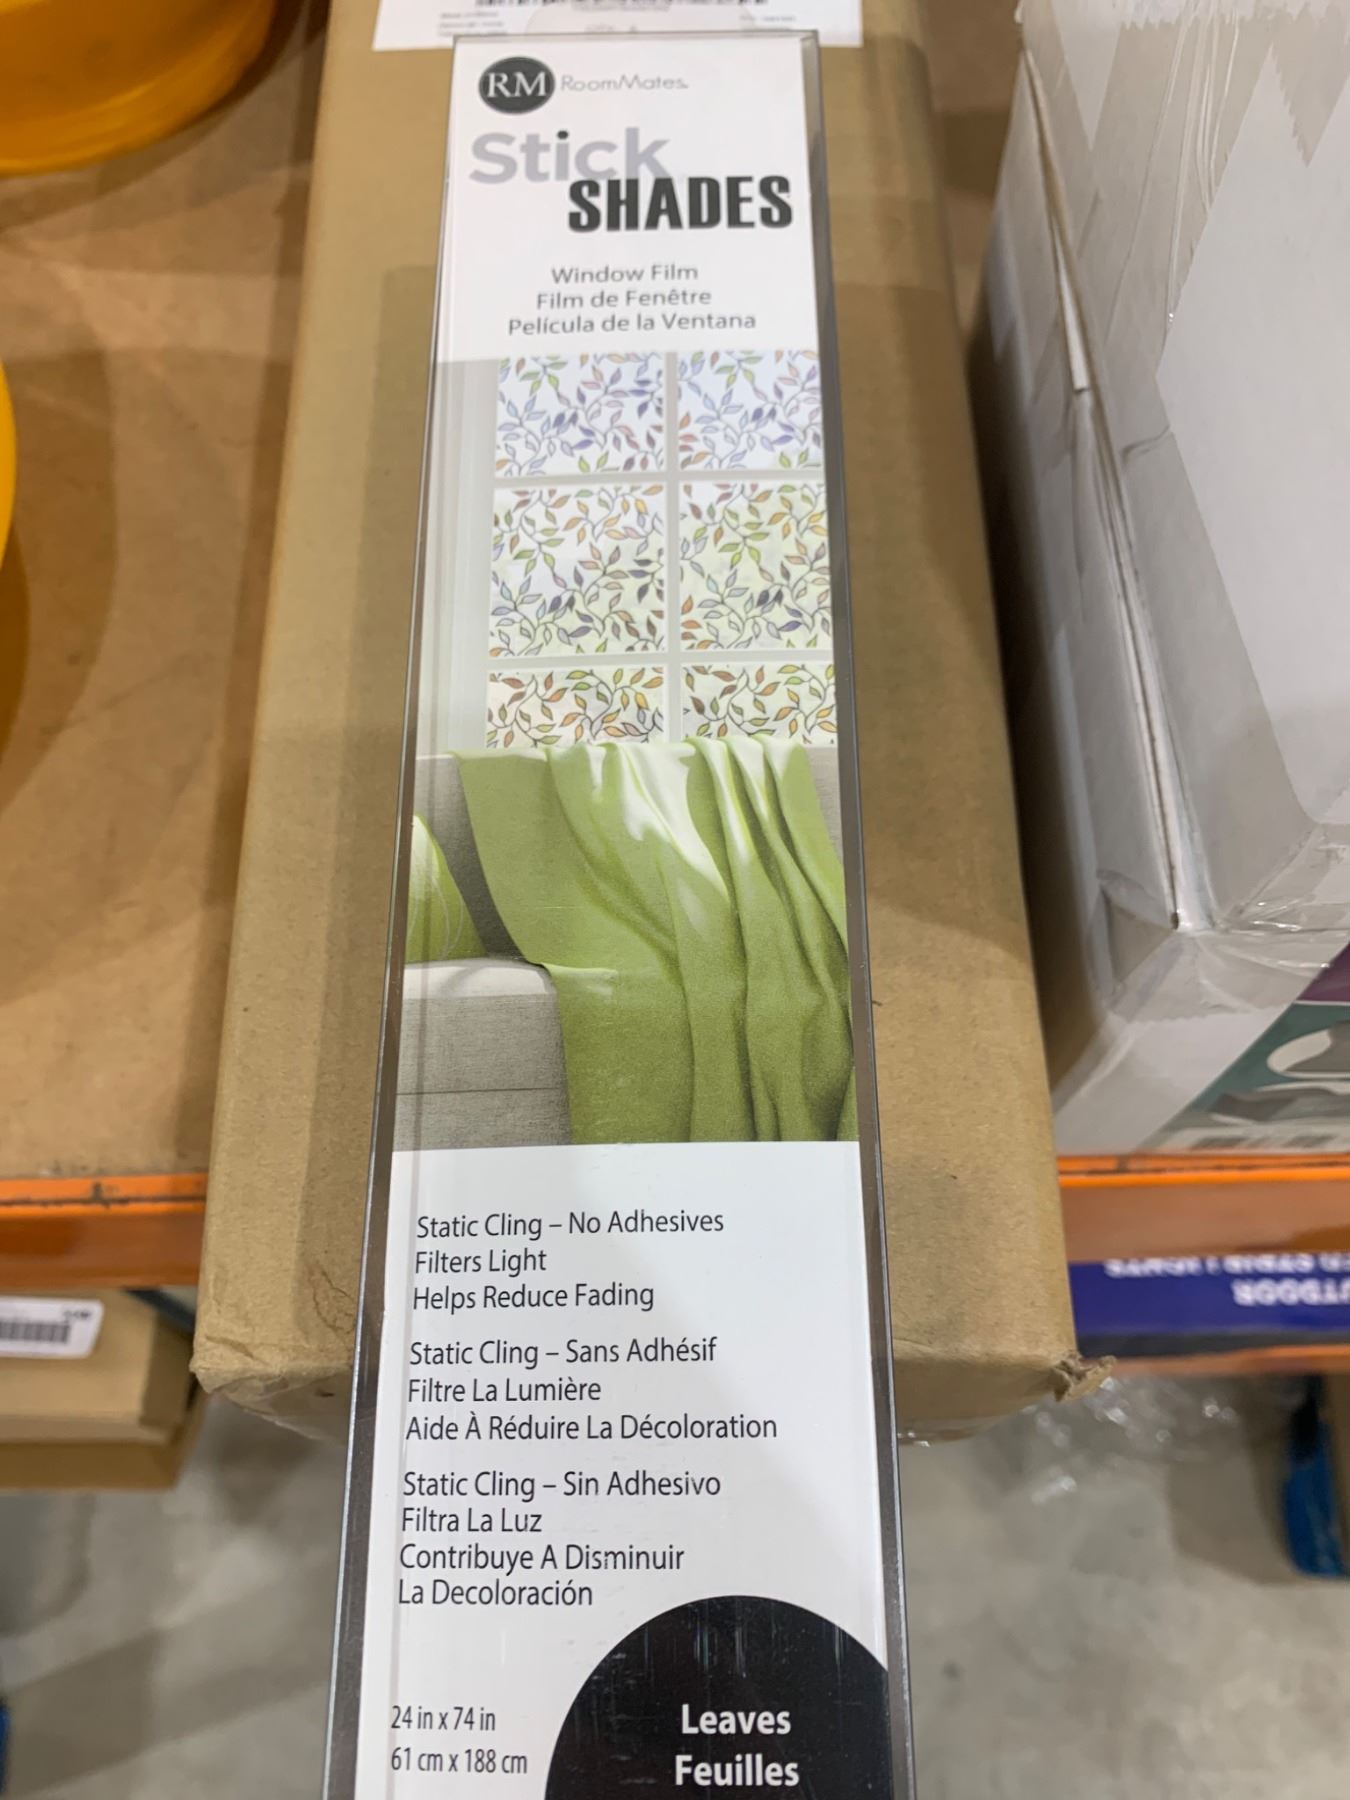 RM RoomMates
Stick
SHADES
Window Film
Film de Fenêtre
Película de la Ventana
Static Cling – No Adhesives
Filters Light
Helps Reduce Fading
Static Cling – Sans Adhésif
Filtre La Lumière
Aide À Réduire La Décoloration
Static Cling – Sin Adhesivo
Filtra La Luz
Contribuye A Disminuir
La Decoloración
24 in x 74 in
61 cm x 188 cm
Leaves
Feuilles